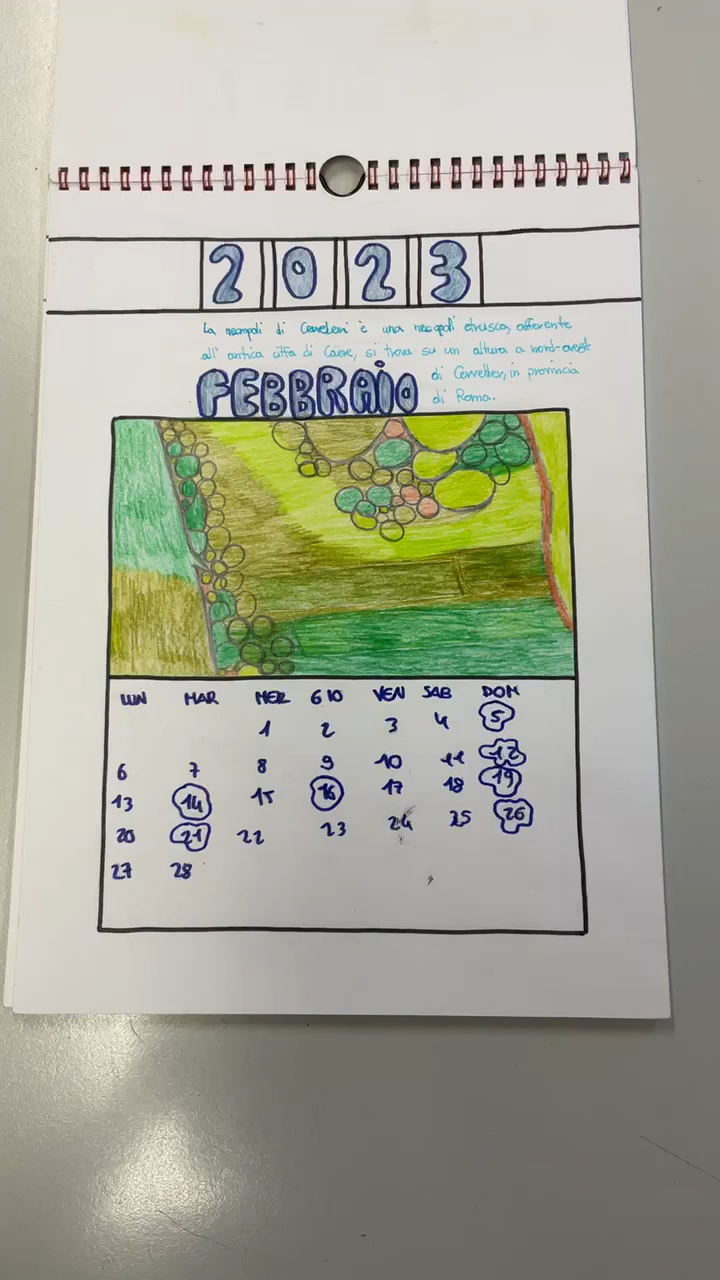 2023
La necropoli di Cerveteri è una necropoli etrusca, afferente
all' antica città di Caere, si trova su un altura a nord-ovest
di Cerveteri, in provincia
FEBBRAIO di Roma.
LUN MAR MER GIO VEN SAB DOM
1 2 3 4 5
6 7 8 9 10 11 12
13 14 15 16 17 18 19
20 21 22 23 24 25 26
27 28